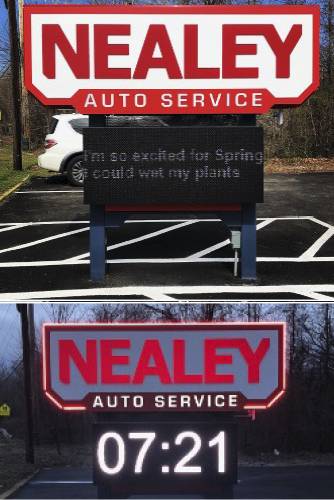 NEALEY
AUTO SERVICE
I'm so excited for Spring
i could wet my plants
NEALEY
AUTO SERVICE
07:21